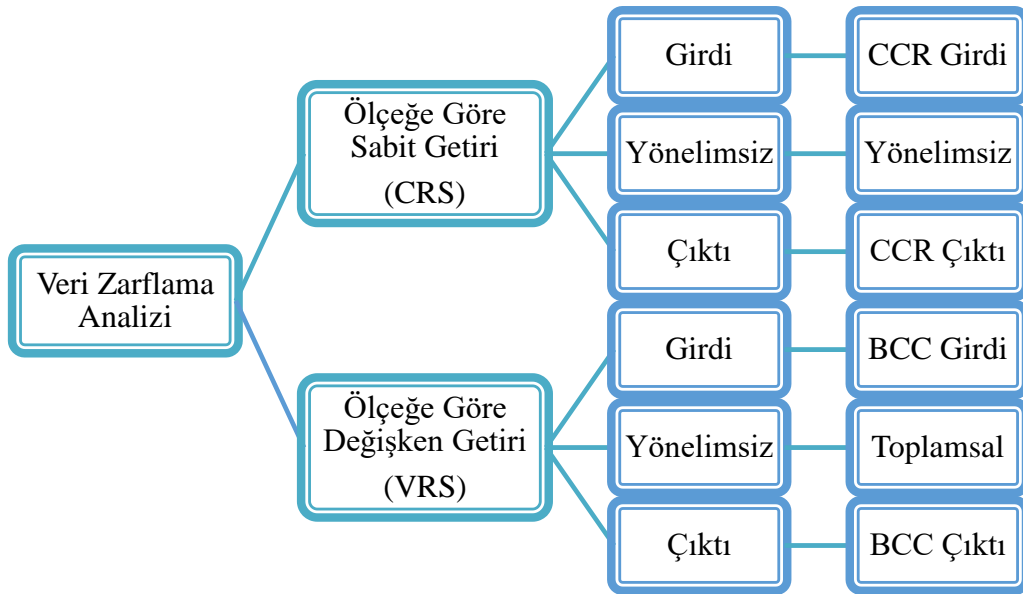 Veri Zarflama
Analizi
Ölçeğe Göre
Sabit Getiri
(CRS)
Girdi
CCR Girdi
Yönelimsiz
Yönelimsiz
Çıktı
CCR Çıktı
Ölçeğe Göre
Değişken Getiri
(VRS)
Girdi
BCC Girdi
Yönelimsiz
Toplamsal
Çıktı
BCC Çıktı